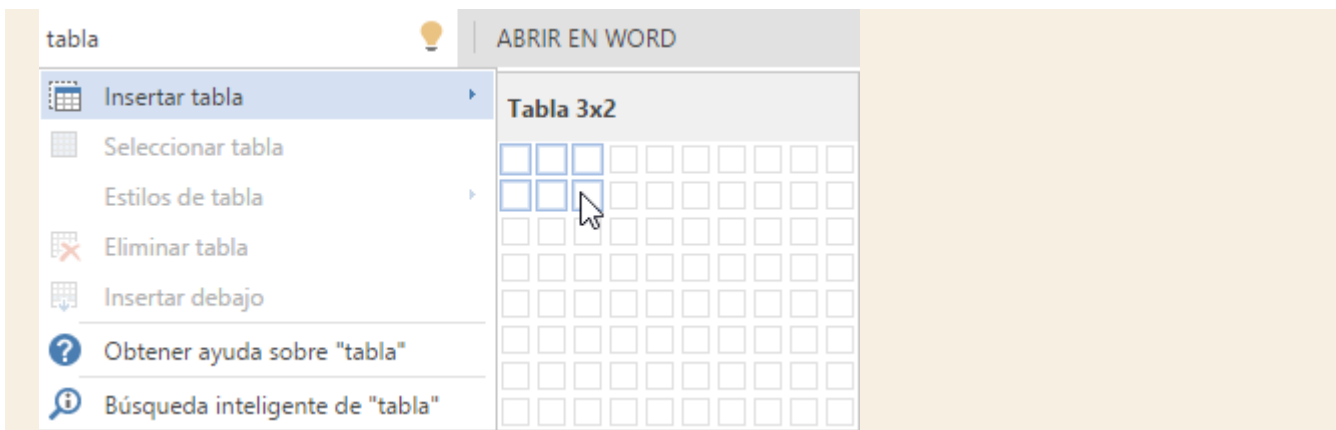 tabla
ABRIR EN WORD
Insertar tabla
Tabla 3x2
Seleccionar tabla
Estilos de tabla
Eliminar tabla
Insertar debajo
Obtener ayuda sobre "tabla"
Búsqueda inteligente de "tabla"